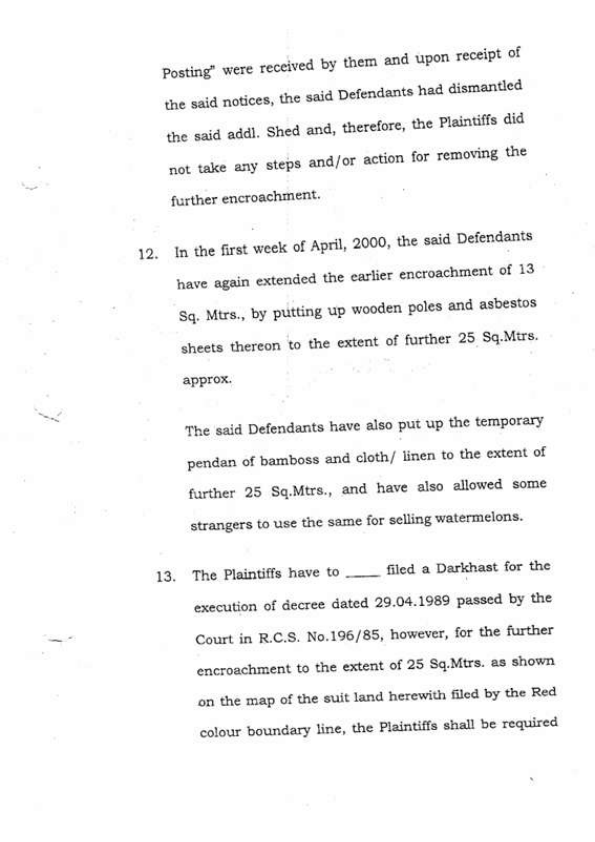 Posting" were received by them and upon receipt of
the said notices, the said Defendants had dismantled
the said addl. Shed and, therefore, the Plaintiffs did
not take any steps and/or action for removing the
further encroachment.
12. In the first week of April, 2000, the said Defendants
have again extended the earlier encroachment of 13
Sq. Mtrs., by putting up wooden poles and asbestos
sheets thereon to the extent of further 25 Sq.Mtrs.
approx.
The said Defendants have also put up the temporary
pendan of bamboss and cloth/ linen to the extent of
further 25 Sq.Mtrs., and have also allowed some
strangers to use the same for selling watermelons.
13. The Plaintiffs have to ____ filed a Darkhast for the
execution of decree dated 29.04.1989 passed by the
Court in R.C.S. No.196/85, however, for the further
encroachment to the extent of 25 Sq.Mtrs. as shown
on the map of the suit land herewith filed by the Red
colour boundary line, the Plaintiffs shall be required